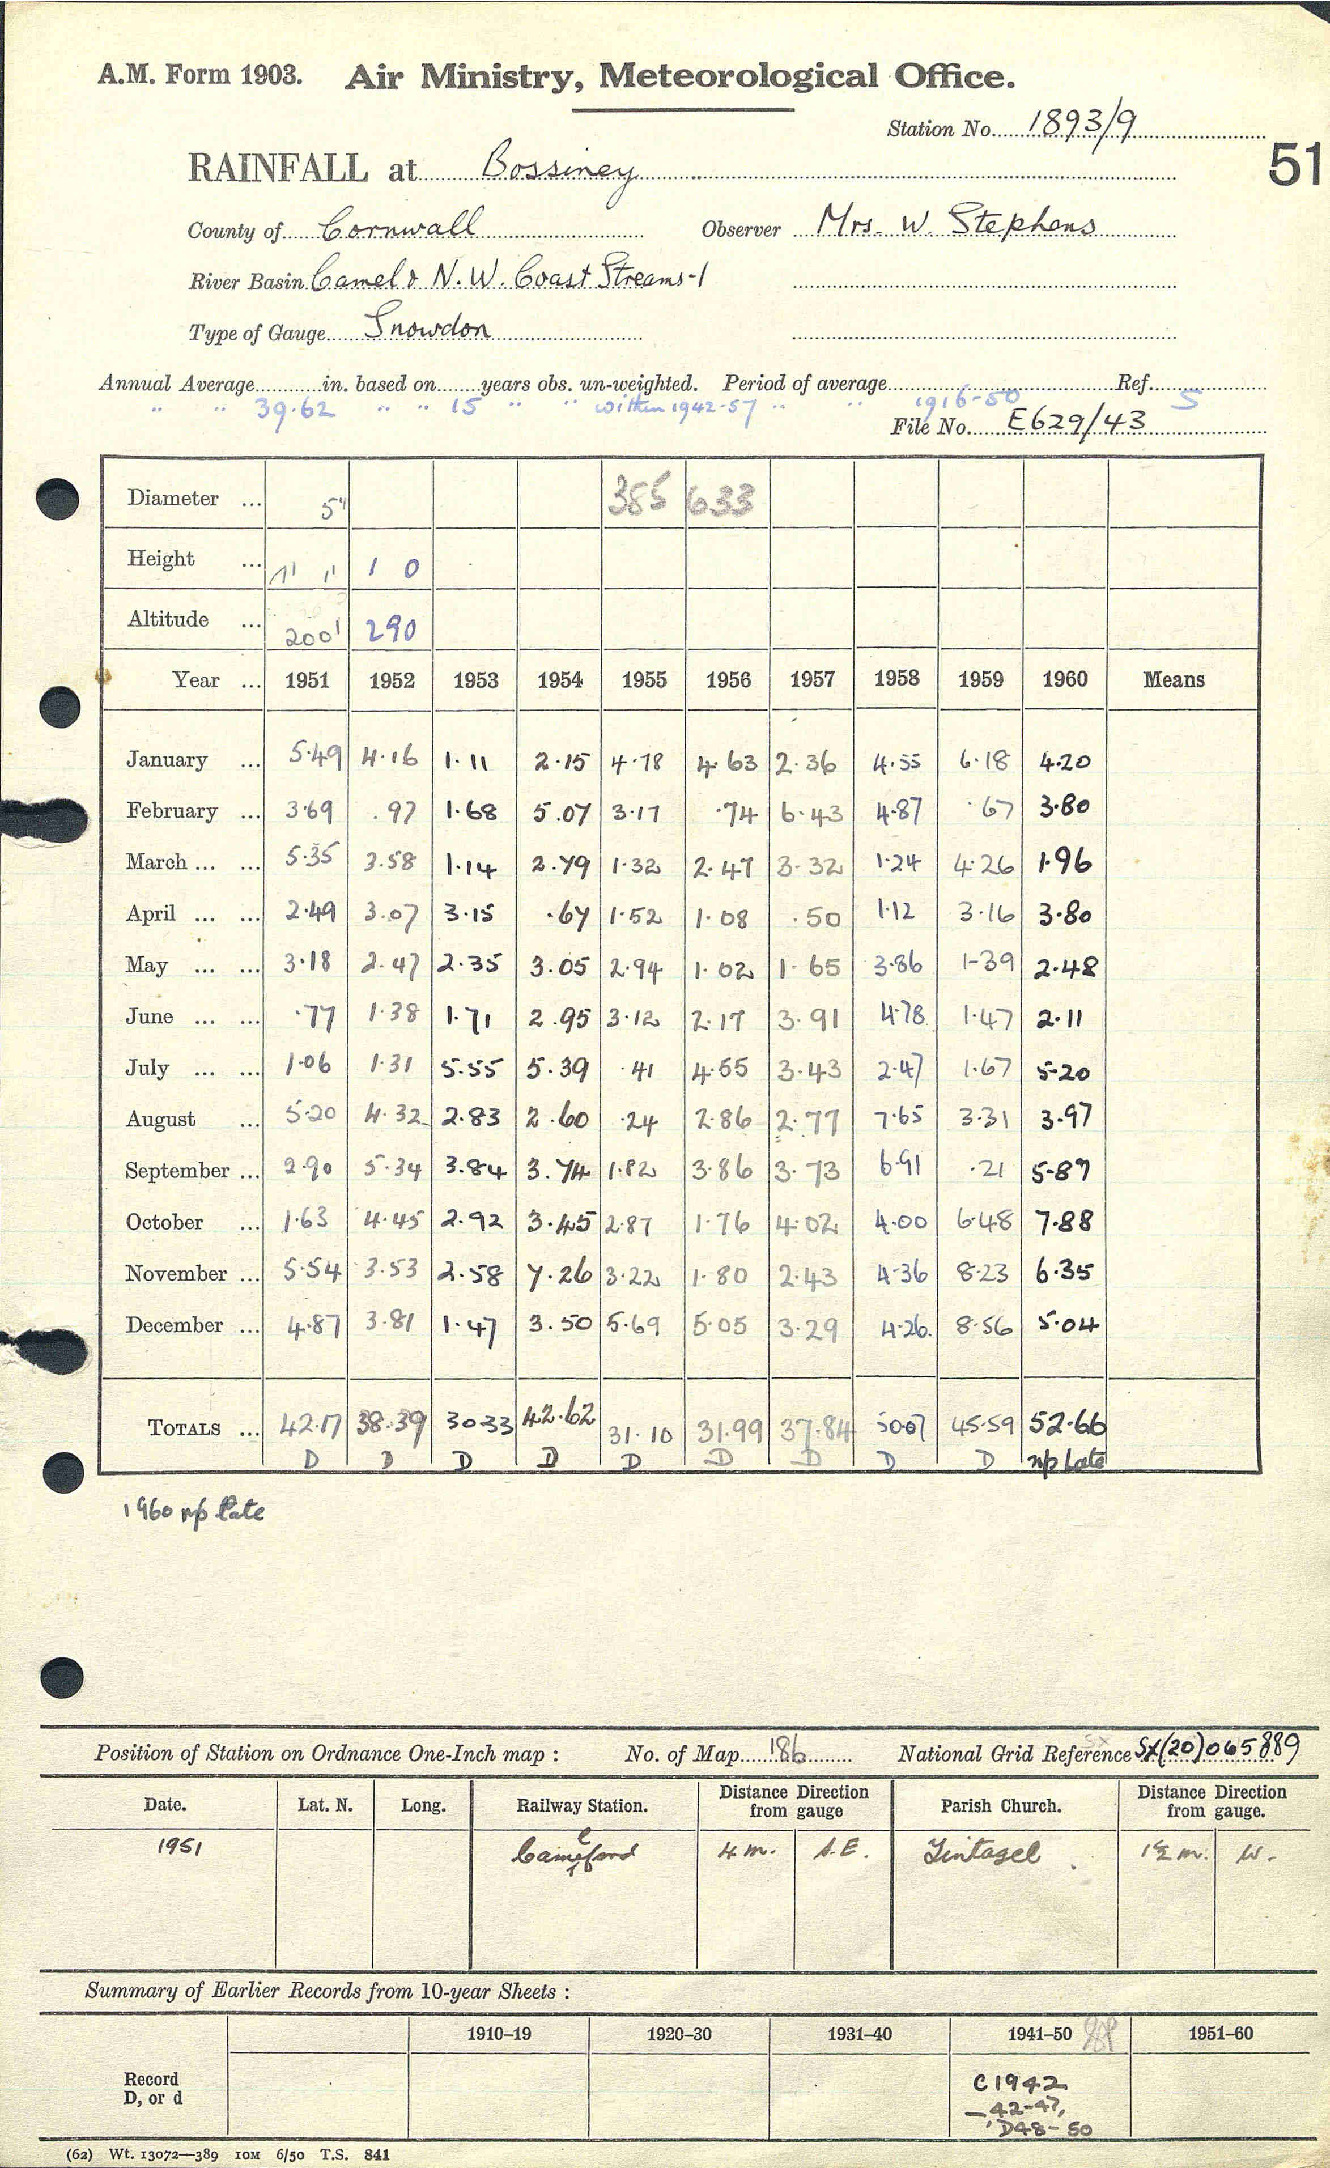 A.M. Form 1903. Air Ministry, Meteorological Office.
Station No. 1893/9
51
RAINFALL at Bossiney
County of Cornwall Observer Mrs. W. Stephens
River Basin Camel & N.W. Coast Streams-1
Type of Gauge Snowdon
Annual Average in. based on years obs. un-weighted. Period of average Ref.
" " 39.62 " " 15 " " within 1942-57 " " 1916-50 5
File No. E629/43
Diameter ... 5" 385 633
Height ... 1' " 1 0
Altitude ... 200' 290
Year ... 1951 1952 1953 1954 1955 1956 1957 1958 1959 1960 Means
January ... 5.49 4.16 1.11 2.15 4.78 4.63 2.36 4.55 6.18 4.20
February ... 3.69 .97 1.68 5.07 3.17 .74 6.43 4.87 .67 3.80
March ... ... 5.35 3.58 1.14 2.79 1.32 2.47 3.32 1.24 4.26 1.96
April ... ... 2.49 3.07 3.15 .67 1.52 1.08 .50 1.12 3.16 3.80
May ... ... 3.18 2.47 2.35 3.05 2.94 1.02 1.65 3.86 1.39 2.48
June ... ... .77 1.38 1.71 2.95 3.12 2.17 3.91 4.78 1.47 2.11
July ... ... 1.06 1.31 5.55 5.39 .41 4.55 3.43 2.47 1.67 5.20
August ... 5.20 4.32 2.83 2.60 .24 2.86 2.77 7.65 3.31 3.97
September ... 2.90 5.34 3.84 3.74 1.82 3.86 3.73 6.91 .21 5.87
October ... 1.63 4.45 2.92 3.45 2.87 1.76 4.02 4.00 6.48 7.88
November ... 5.54 3.53 2.58 7.26 3.22 1.80 2.43 4.36 8.23 6.35
December ... 4.87 3.81 1.47 3.50 5.69 5.05 3.29 4.26. 8.56 5.04
TOTALS ... 42.17 38.39 30.33 42.62 31.10 31.99 37.84 50.07 45.59 52.66
D D D D D D D D D n/p late
1960 n/p late
Position of Station on Ordnance One-Inch map : No. of Map 186 National Grid Reference SX(20)065889
Date. Lat. N. Long. Railway Station. Distance Direction from gauge Parish Church. Distance Direction from gauge.
1951 Camelford 4 m. S.E. Tintagel 1½ m. W.
Summary of Earlier Records from 10-year Sheets :
1910–19 1920–30 1931–40 1941–50 1951–60
Record
D, or d
C1942
–42-47,
D48-50
(62) Wt. 13072—389 10M 6/50 T.S. 841